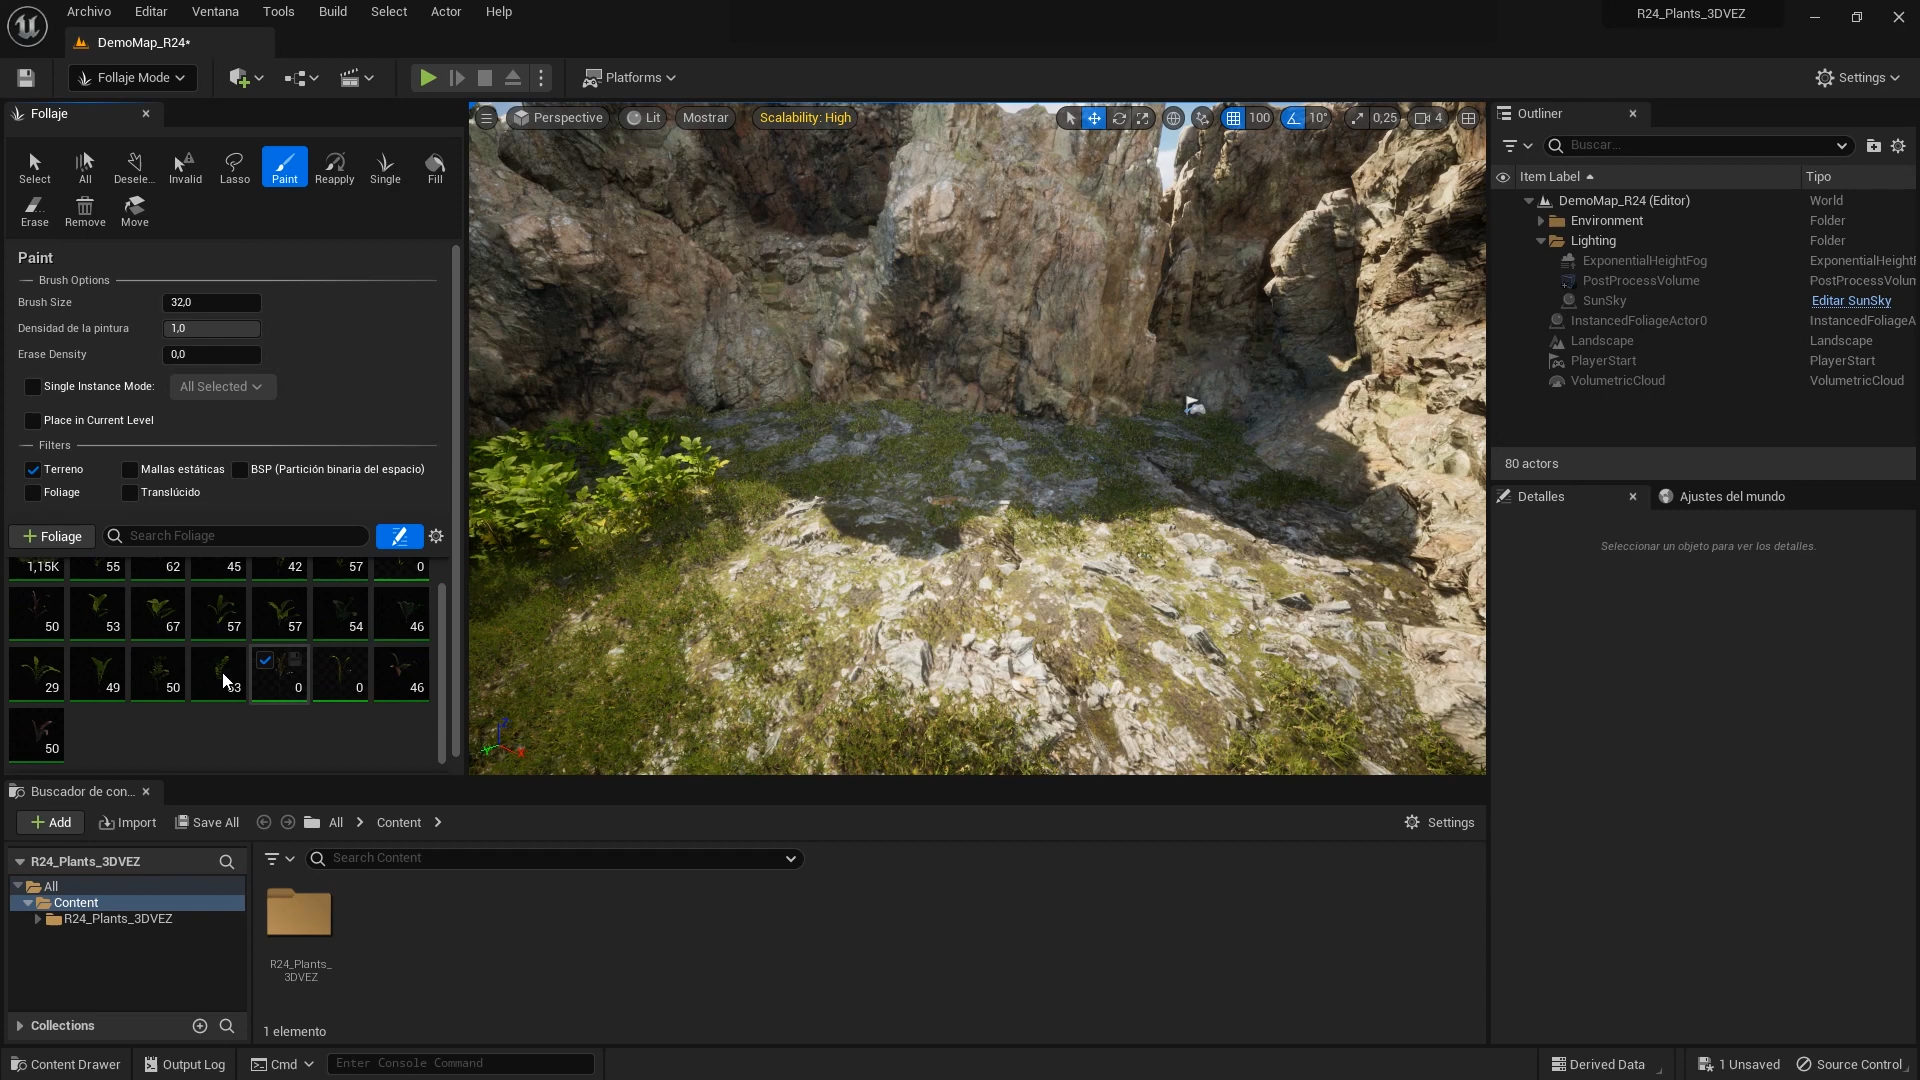 Archivo Editar Ventana Tools Build Select Actor Help
R24_Plants_3DVEZ
DemoMap_R24*
Follaje Mode
Platforms
Settings
Follaje
Select All Desele... Invalid Lasso Paint Reapply Single Fill
Erase Remove Move
Paint
Brush Options
Brush Size 32,0
Densidad de la pintura 1,0
Erase Density 0,0
Single Instance Mode: All Selected
Place in Current Level
Filters
Terreno Mallas estáticas BSP (Partición binaria del espacio)
Foliage Translúcido
Foliage Search Foliage
1,15K 55 62 45 42 57 0
50 53 67 57 57 54 46
29 49 50 53 0 0 46
50
Perspective Lit Mostrar Scalability: High 100 10° 0,25 4
Outliner
Buscar...
Item Label Tipo
DemoMap_R24 (Editor) World
Environment Folder
Lighting Folder
ExponentialHeightFog ExponentialHeightF
PostProcessVolume PostProcessVolum
SunSky Editar SunSky
InstancedFoliageActor0 InstancedFoliageA
Landscape Landscape
PlayerStart PlayerStart
VolumetricCloud VolumetricCloud
80 actors
Detalles Ajustes del mundo
Seleccionar un objeto para ver los detalles.
Buscador de con...
Add Import Save All All Content Settings
R24_Plants_3DVEZ
All
Content
R24_Plants_3DVEZ
Collections
Search Content
R24_Plants_
3DVEZ
1 elemento
Content Drawer Output Log Cmd Enter Console Command Derived Data 1 Unsaved Source Control